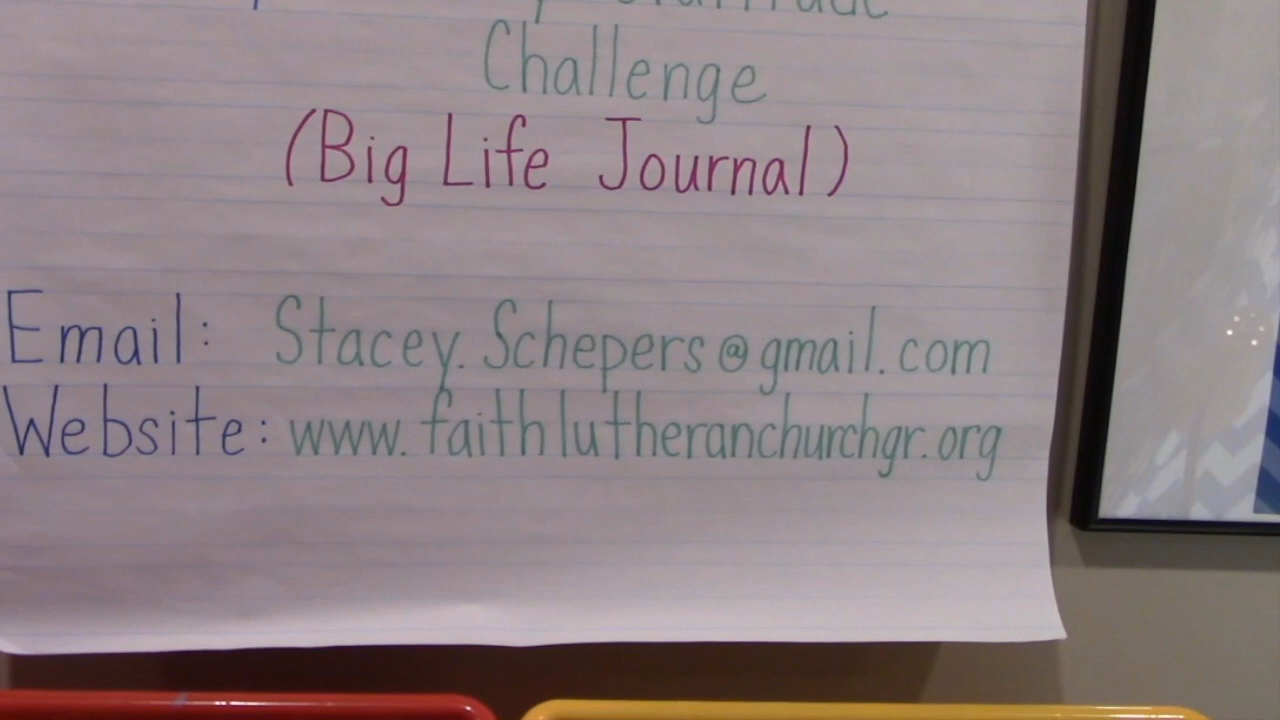 Challenge
(Big Life Journal)
Email: Stacey.Schepers@gmail.com
Website: www.faithlutheranchurchgr.org